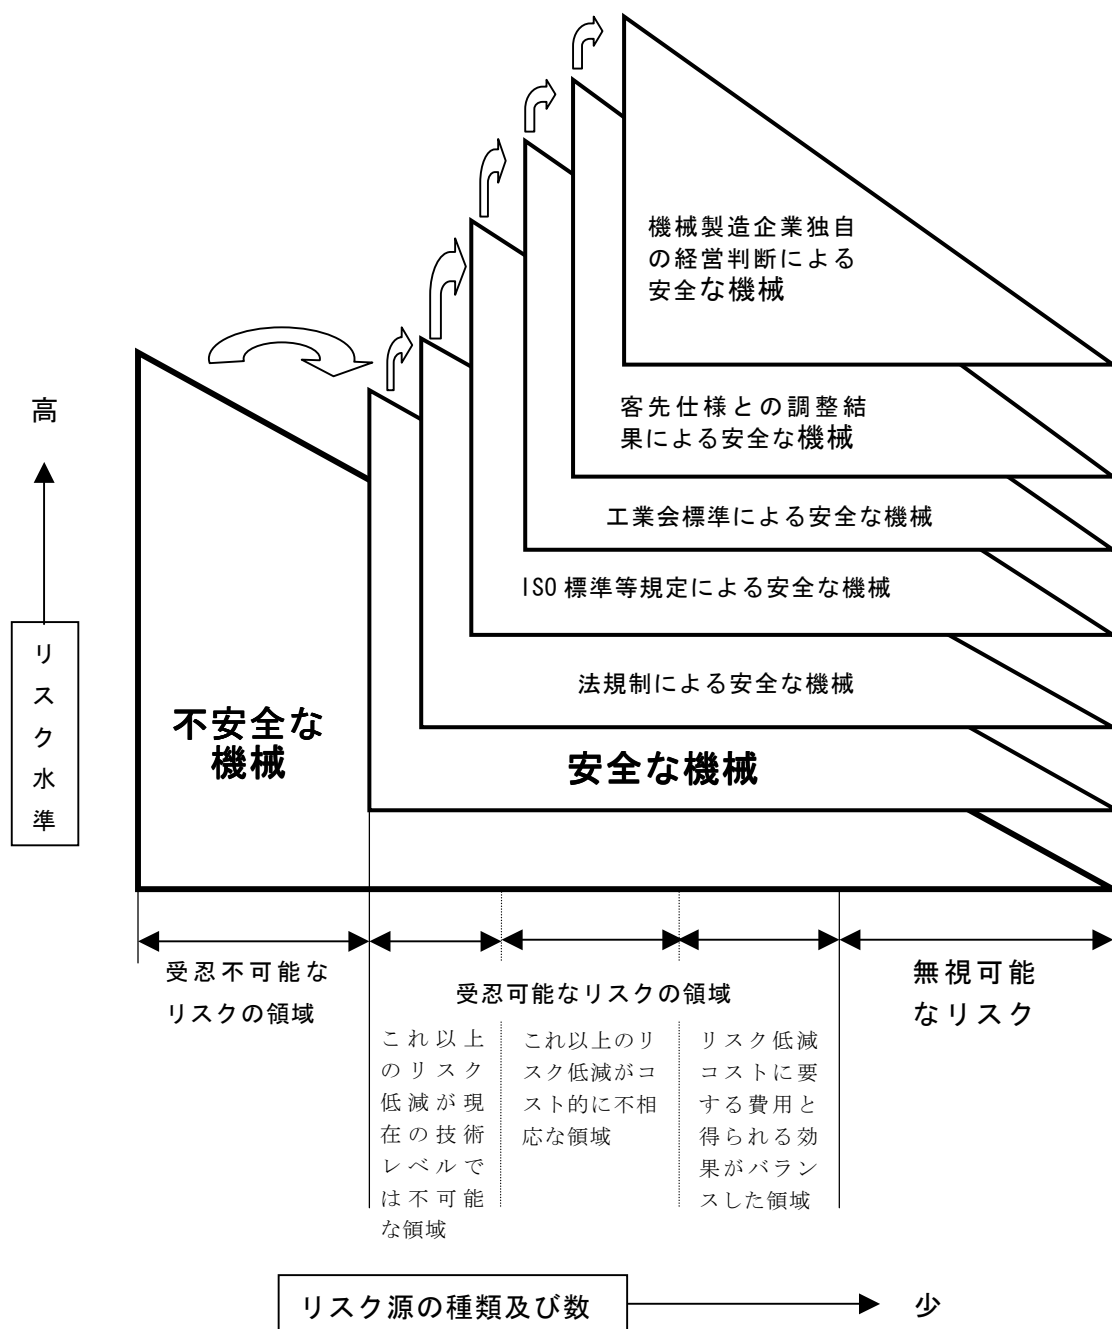 機械製造企業独自
の経営判断による
安全な機械
客先仕様との調整結
果による安全な機械
工業会標準による安全な機械
ISO 標準等規定による安全な機械
法規制による安全な機械
安全な機械
不安全な
機械
高
リスク水準
受忍不可能な
リスクの領域
受忍可能なリスクの領域
無視可能
なリスク
これ以上
のリスク
低減が現
在の技術
レベルで
は不可能
な領域
これ以上のリ
スク低減がコ
スト的に不相
応な領域
リスク低減
コストに要
する費用と
得られる効
果がバラン
スした領域
リスク源の種類及び数
少